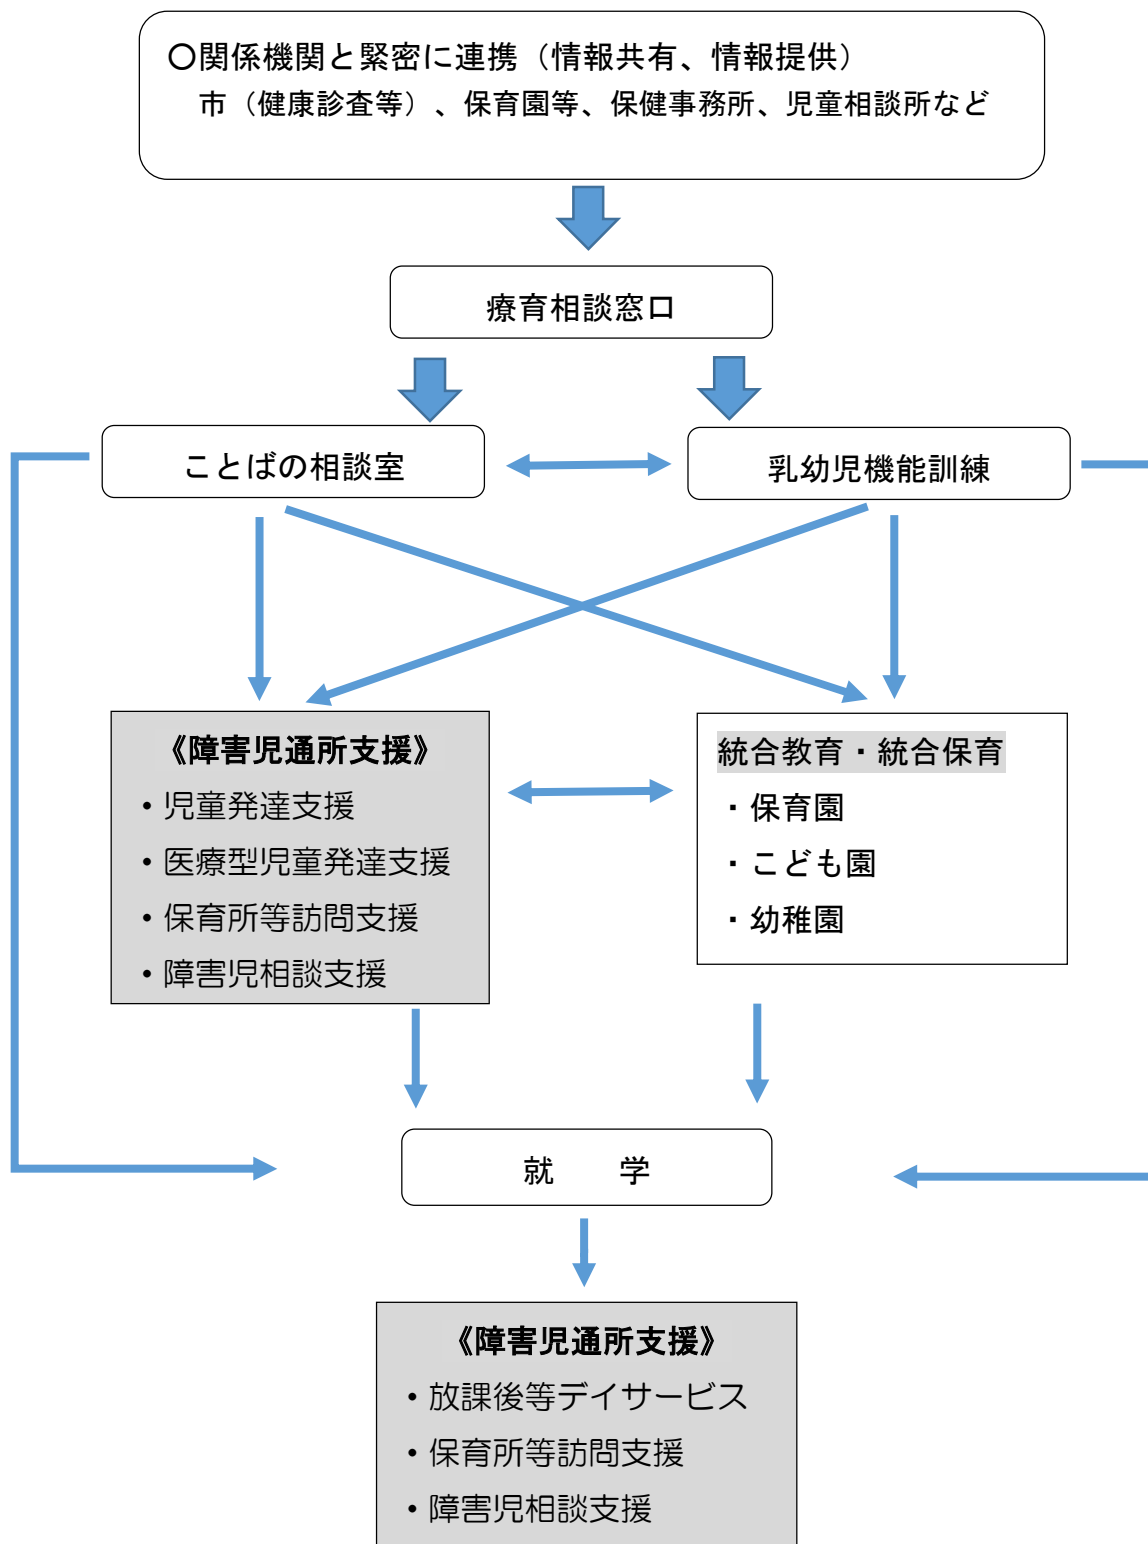 〇関係機関と緊密に連携（情報共有、情報提供）
市（健康診査等）、保育園等、保健事務所、児童相談所など
療育相談窓口
ことばの相談室
乳幼児機能訓練
《障害児通所支援》
・児童発達支援
・医療型児童発達支援
・保育所等訪問支援
・障害児相談支援
統合教育・統合保育
・保育園
・こども園
・幼稚園
就　　学
《障害児通所支援》
・放課後等デイサービス
・保育所等訪問支援
・障害児相談支援